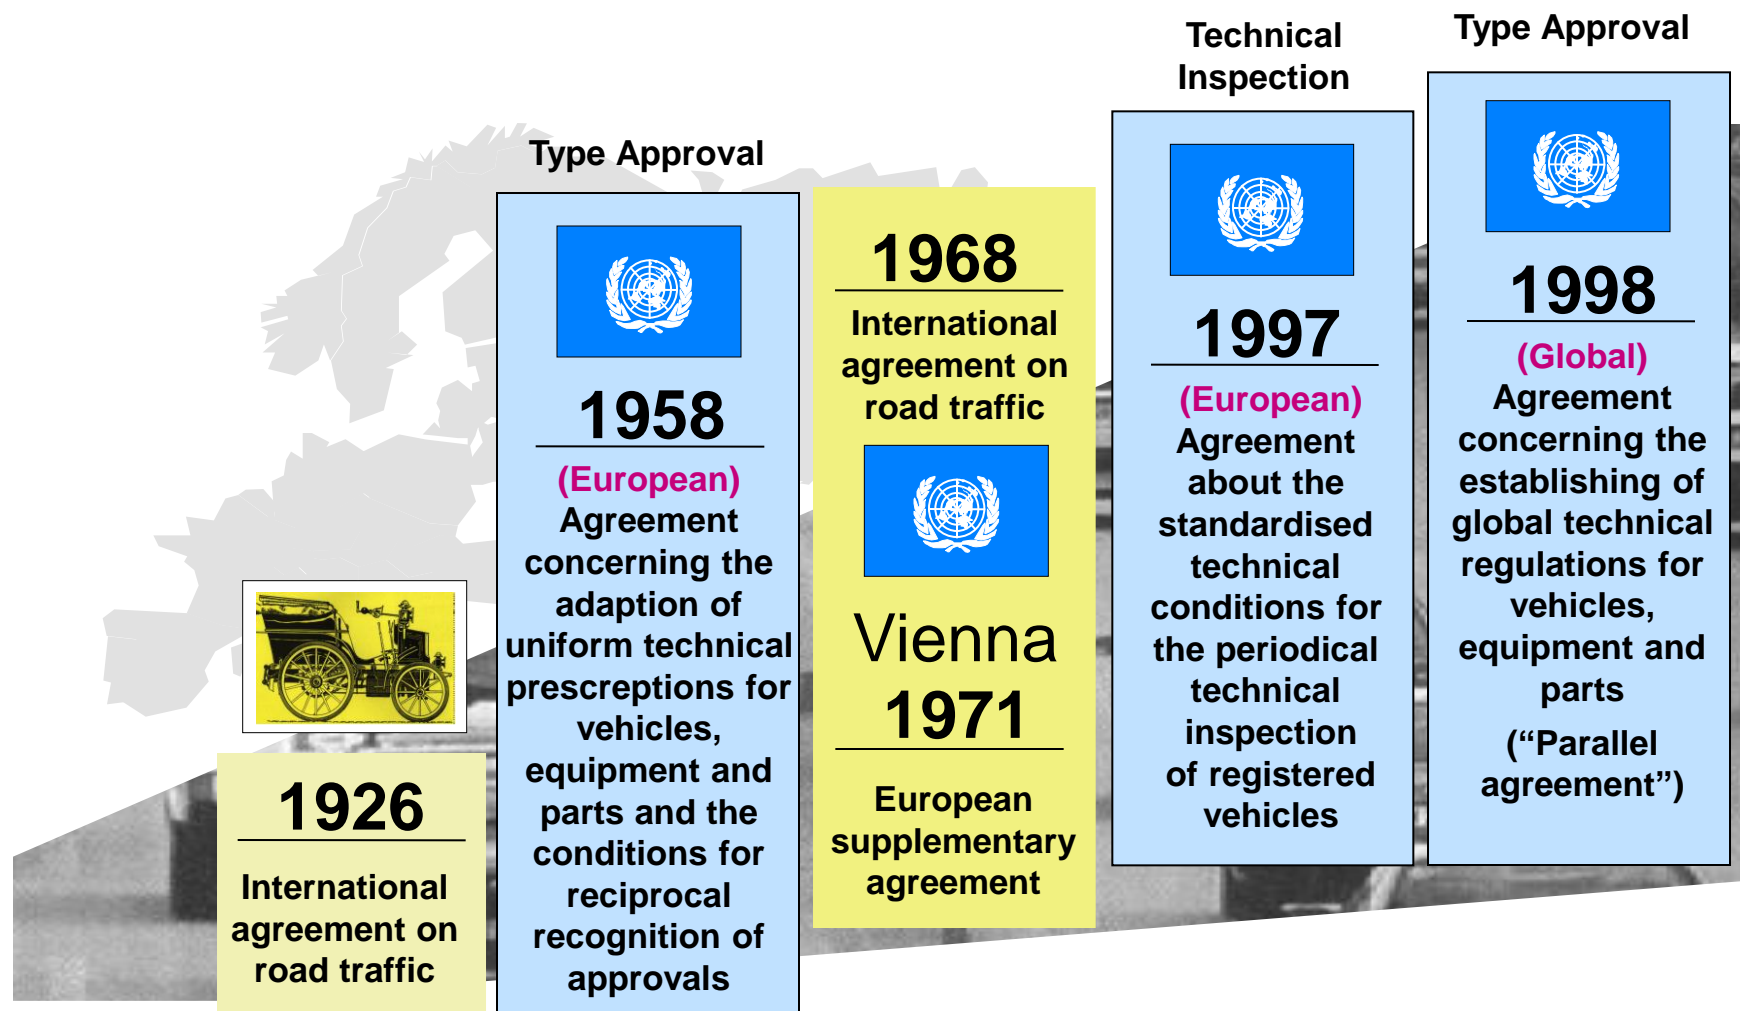 1926
International
agreement on
road traffic
Type Approval
1958
(European)
Agreement
concerning the
adaption of
uniform technical
prescreptions for
vehicles,
equipment and
parts and the
conditions for
reciprocal
recognition of
approvals
1968
International
agreement on
road traffic
Vienna
1971
European
supplementary
agreement
Technical
Inspection
1997
(European)
Agreement
about the
standardised
technical
conditions for
the periodical
technical
inspection
of registered
vehicles
Type Approval
1998
(Global)
Agreement
concerning the
establishing of
global technical
regulations for
vehicles,
equipment and
parts
(“Parallel
agreement”)